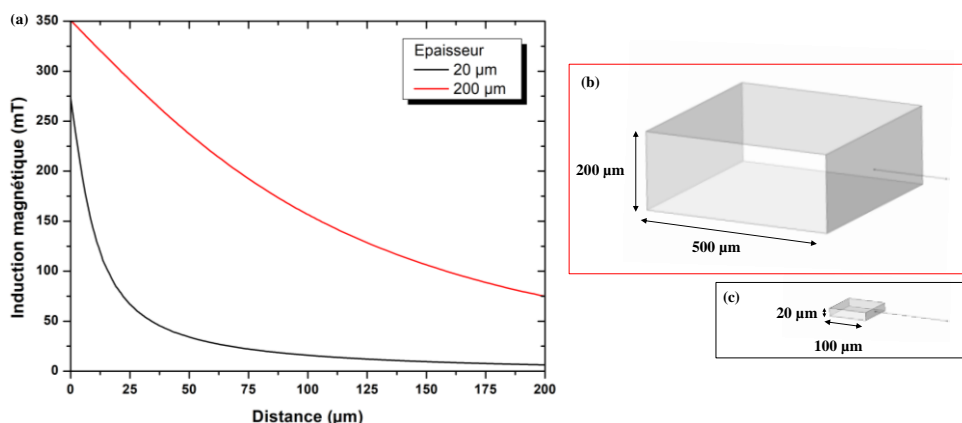 (a)
350
300
250
200
150
100
50
0
Induction magnétique (mT)
Epaisseur
20 µm
200 µm
0 25 50 75 100 125 150 175 200
Distance (µm)
(b)
200 µm
500 µm
(c)
20 µm
100 µm